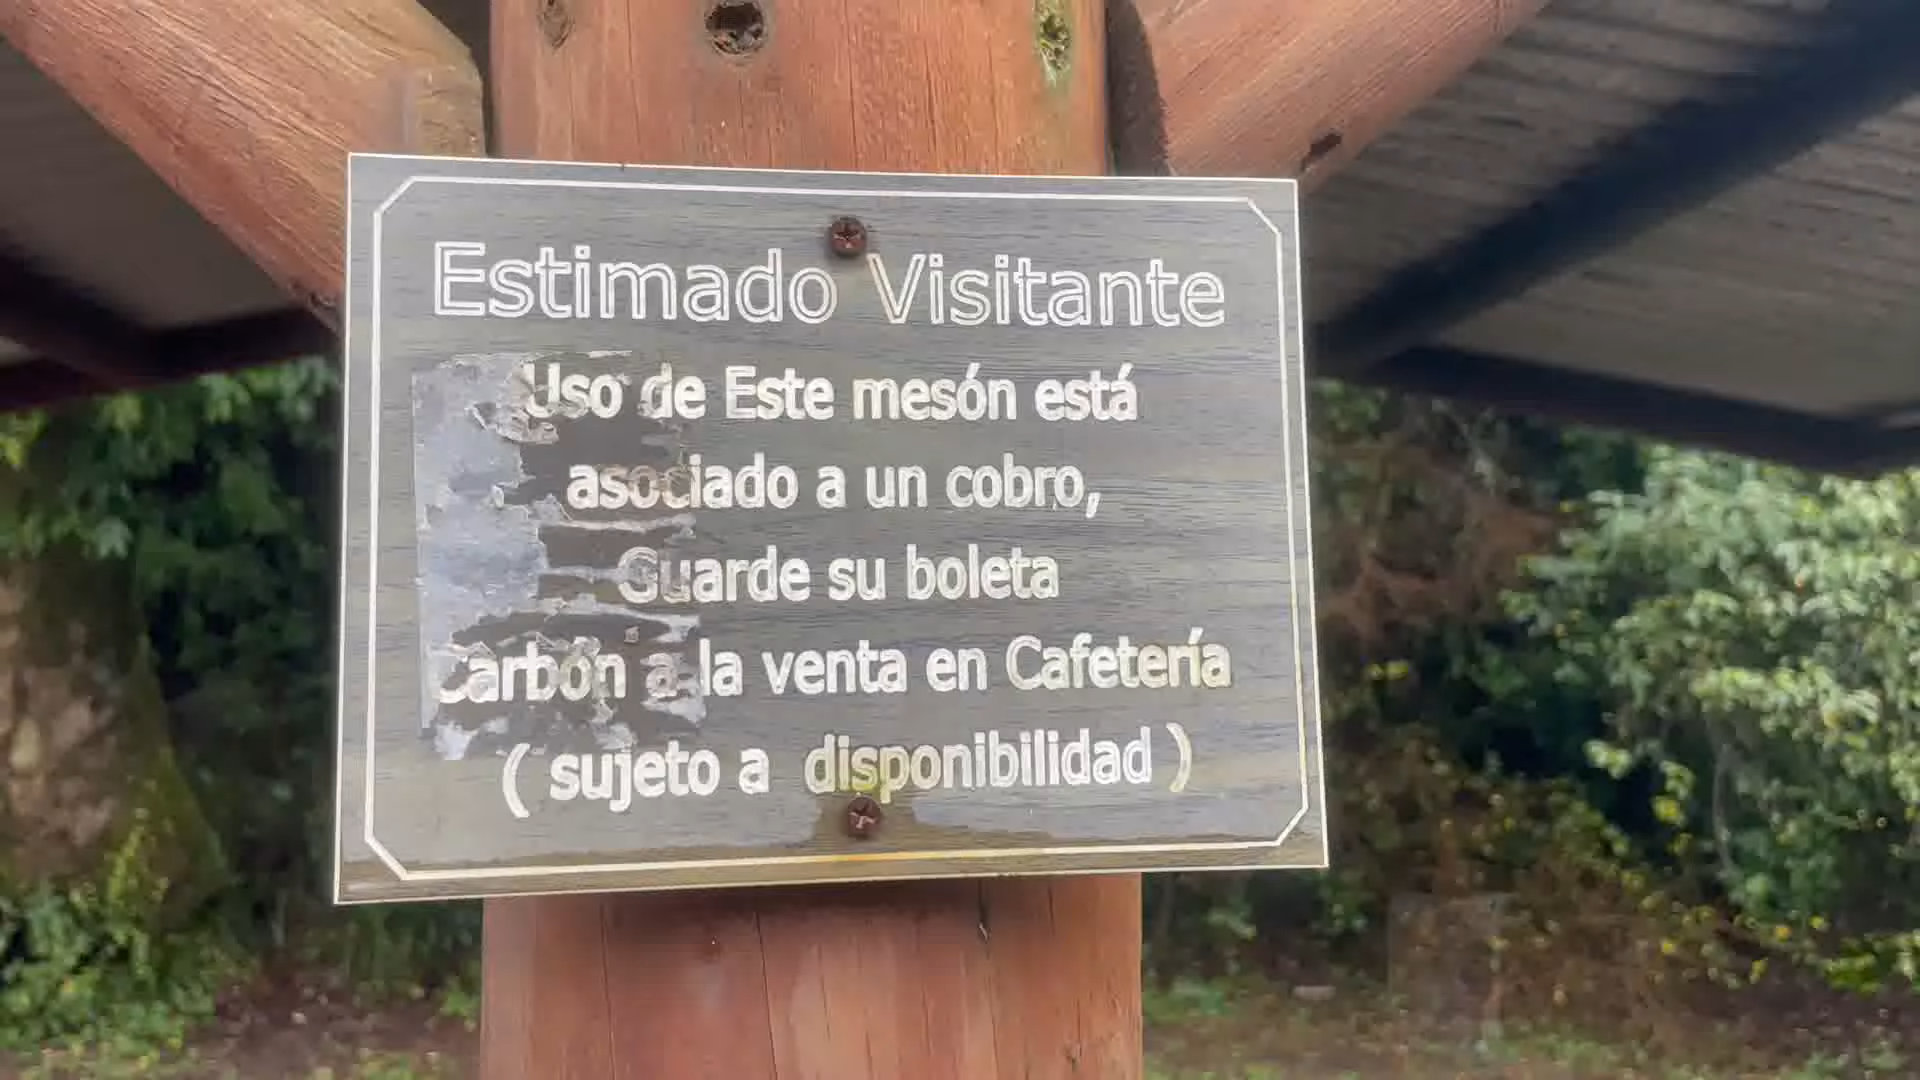 Estimado Visitante
Uso de Este mesón está
asociado a un cobro,
Guarde su boleta
Carbón a la venta en Cafetería
( sujeto a disponibilidad )